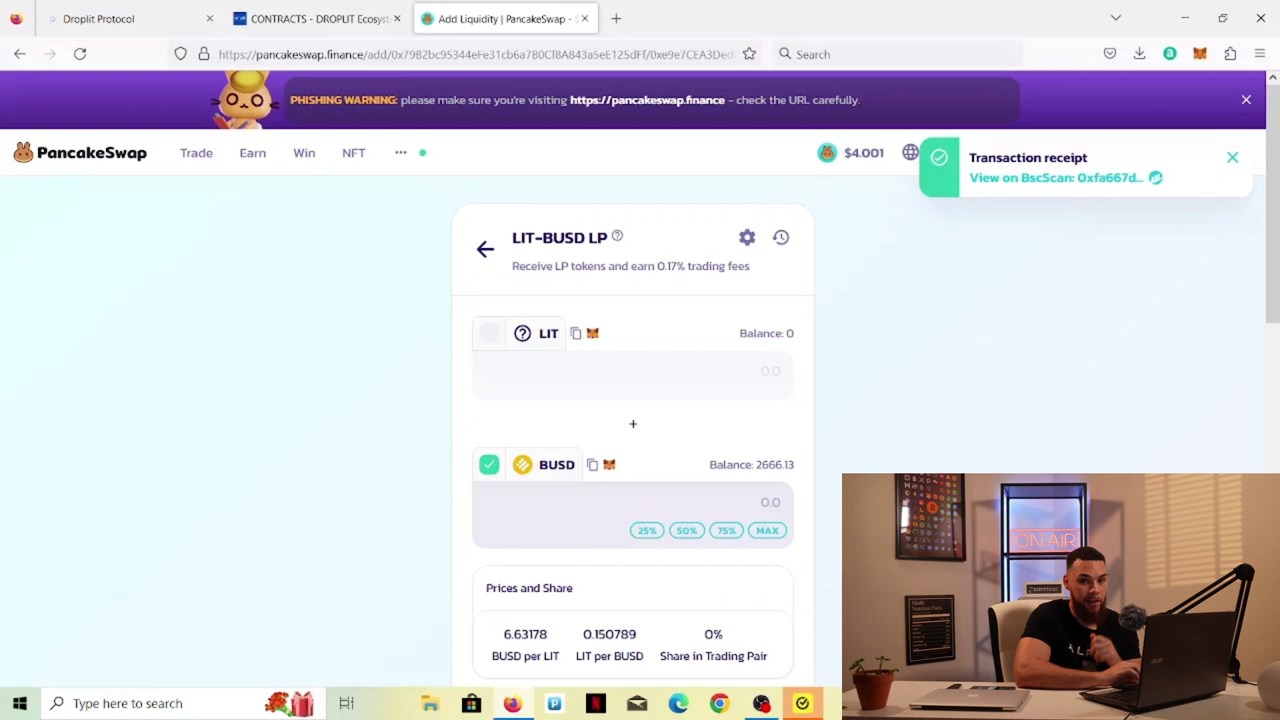 Droplit Protocol
CONTRACTS - DROPLIT Ecosyst
Add Liquidity | PancakeSwap - S
https://pancakeswap.finance/add/0x7982bc95344eFe31cb6a7B0Cf8A843a5eE125dFf/0xe9e7CEA3Ded
Search
PHISHING WARNING: please make sure you're visiting https://pancakeswap.finance - check the URL carefully.
PancakeSwap
Trade
Earn
Win
NFT
$4.001
Transaction receipt
View on BscScan: 0xfa667d...
LIT-BUSD LP
Receive LP tokens and earn 0.17% trading fees
LIT
Balance: 0
0.0
+
BUSD
Balance: 2666.13
0.0
25%
50%
75%
MAX
Prices and Share
6.63178
0.150789
0%
BUSD per LIT
LIT per BUSD
Share in Trading Pair
ON AIR
Type here to search